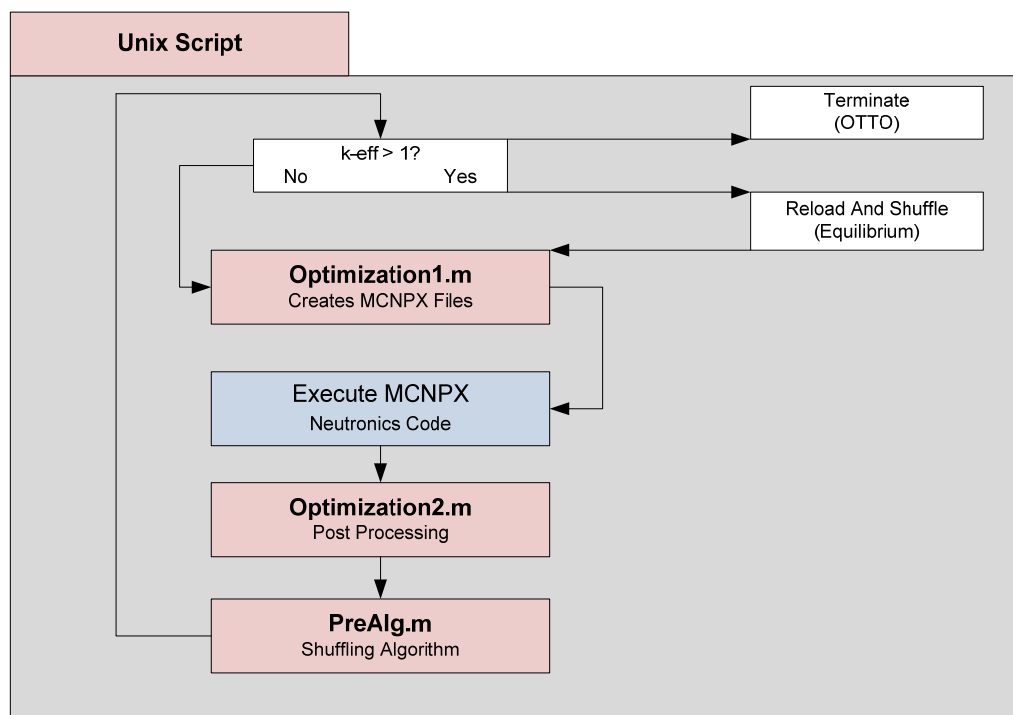 Unix Script
Terminate
(OTTO)
k-eff > 1?
No Yes
Reload And Shuffle
(Equilibrium)
Optimization1.m
Creates MCNPX Files
Execute MCNPX
Neutronics Code
Optimization2.m
Post Processing
PreAlg.m
Shuffling Algorithm